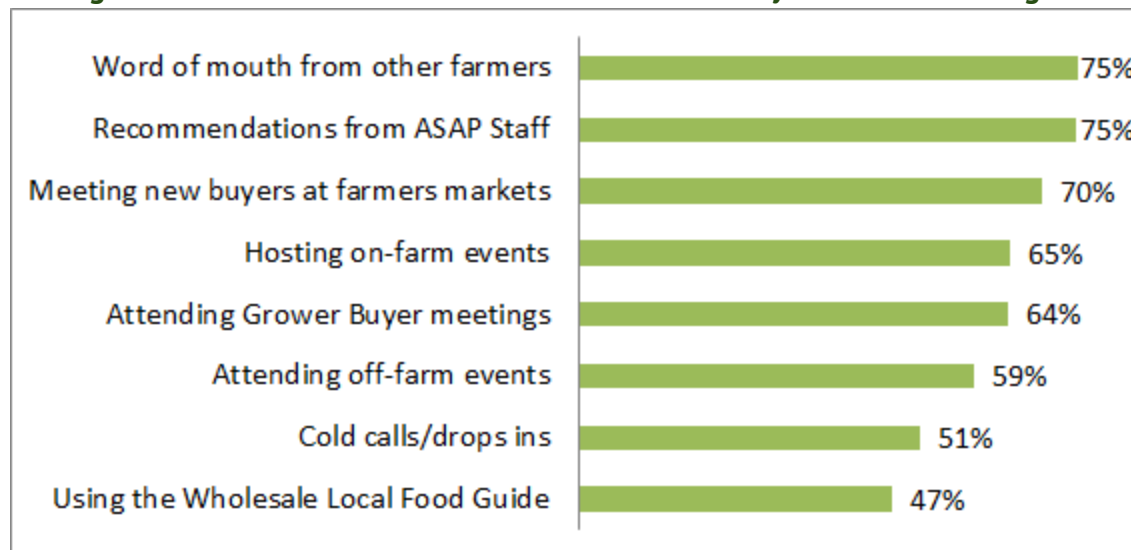 Word of mouth from other farmers 75%
Recommendations from ASAP Staff 75%
Meeting new buyers at farmers markets 70%
Hosting on-farm events 65%
Attending Grower Buyer meetings 64%
Attending off-farm events 59%
Cold calls/drops ins 51%
Using the Wholesale Local Food Guide 47%